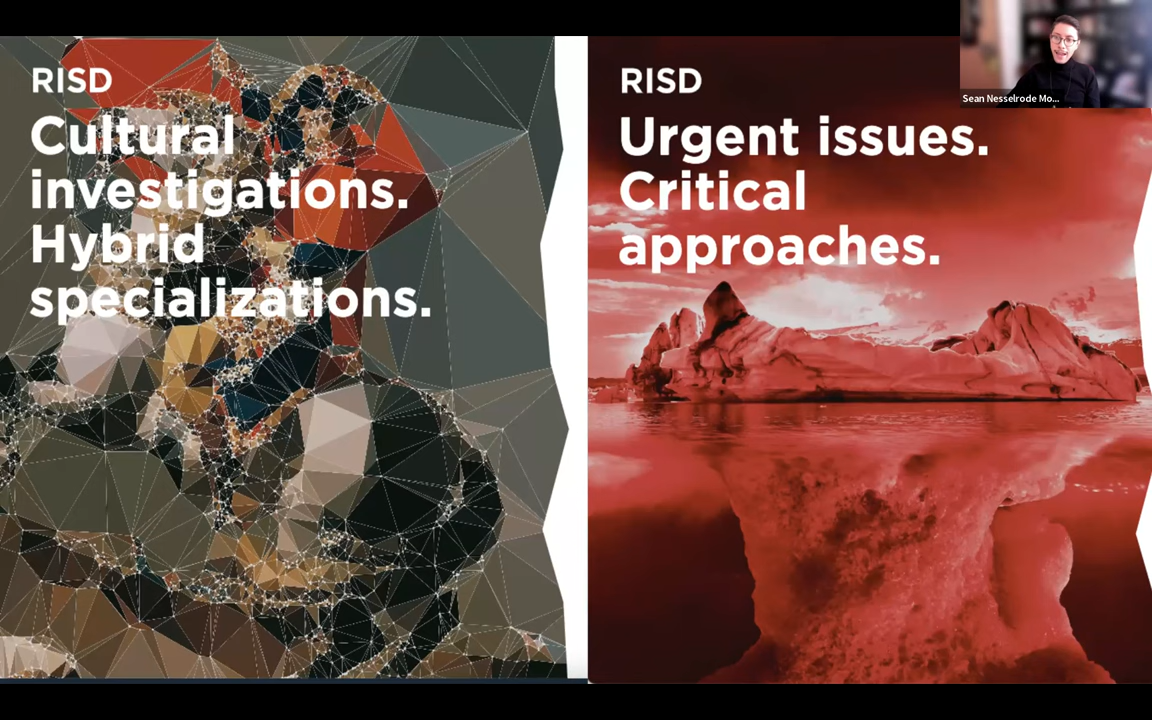 RISD
Cultural
investigations.
Hybrid
specializations.
RISD
Urgent issues.
Critical
approaches.
Sean Nesselrode Mo...